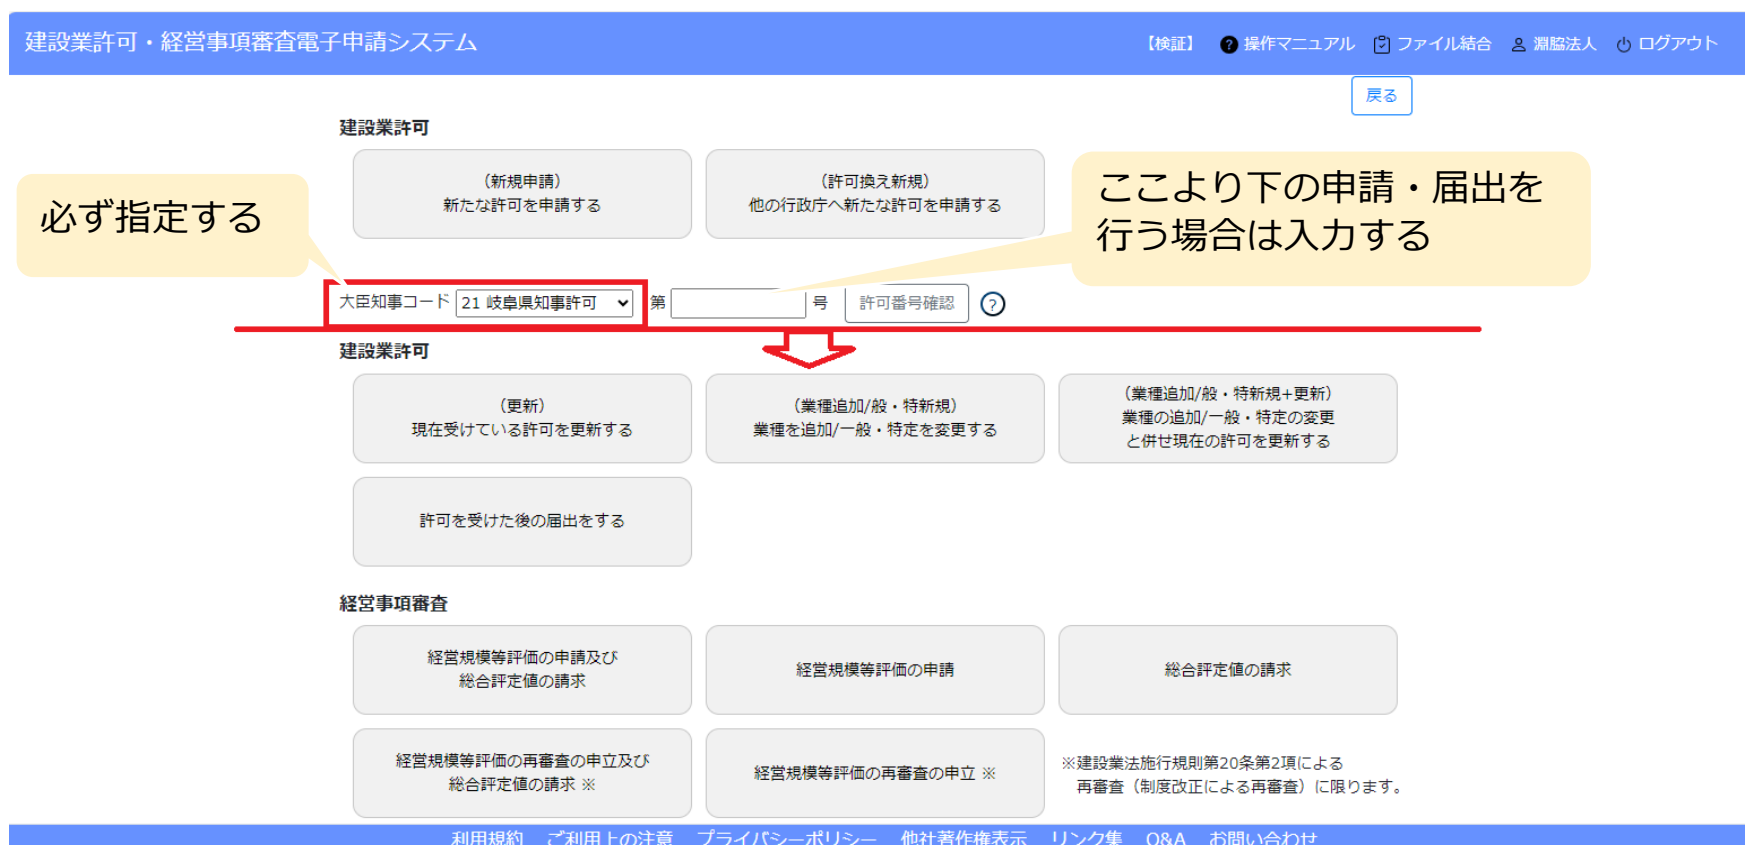 建設業許可・経営事項審査電子申請システム
【検証】 ? 操作マニュアル ファイル結合 淵脇法人 ログアウト
戻る
建設業許可
(新規申請)
新たな許可を申請する
(許可換え新規)
他の行政庁へ新たな許可を申請する
必ず指定する
ここより下の申請・届出を
行う場合は入力する
大臣知事コード 21 岐阜県知事許可 第 号 許可番号確認 ?
建設業許可
(更新)
現在受けている許可を更新する
(業種追加/般・特新規)
業種を追加/一般・特定を変更する
(業種追加/般・特新規+更新)
業種の追加/一般・特定の変更
と併せ現在の許可を更新する
許可を受けた後の届出をする
経営事項審査
経営規模等評価の申請及び
総合評定値の請求
経営規模等評価の申請
総合評定値の請求
経営規模等評価の再審査の申立及び
総合評定値の請求 ※
経営規模等評価の再審査の申立 ※
※建設業法施行規則第20条第2項による
再審査(制度改正による再審査)に限ります。
利用規約 ご利用上の注意 プライバシーポリシー 他社著作権表示 リンク集 Q&A お問い合わせ